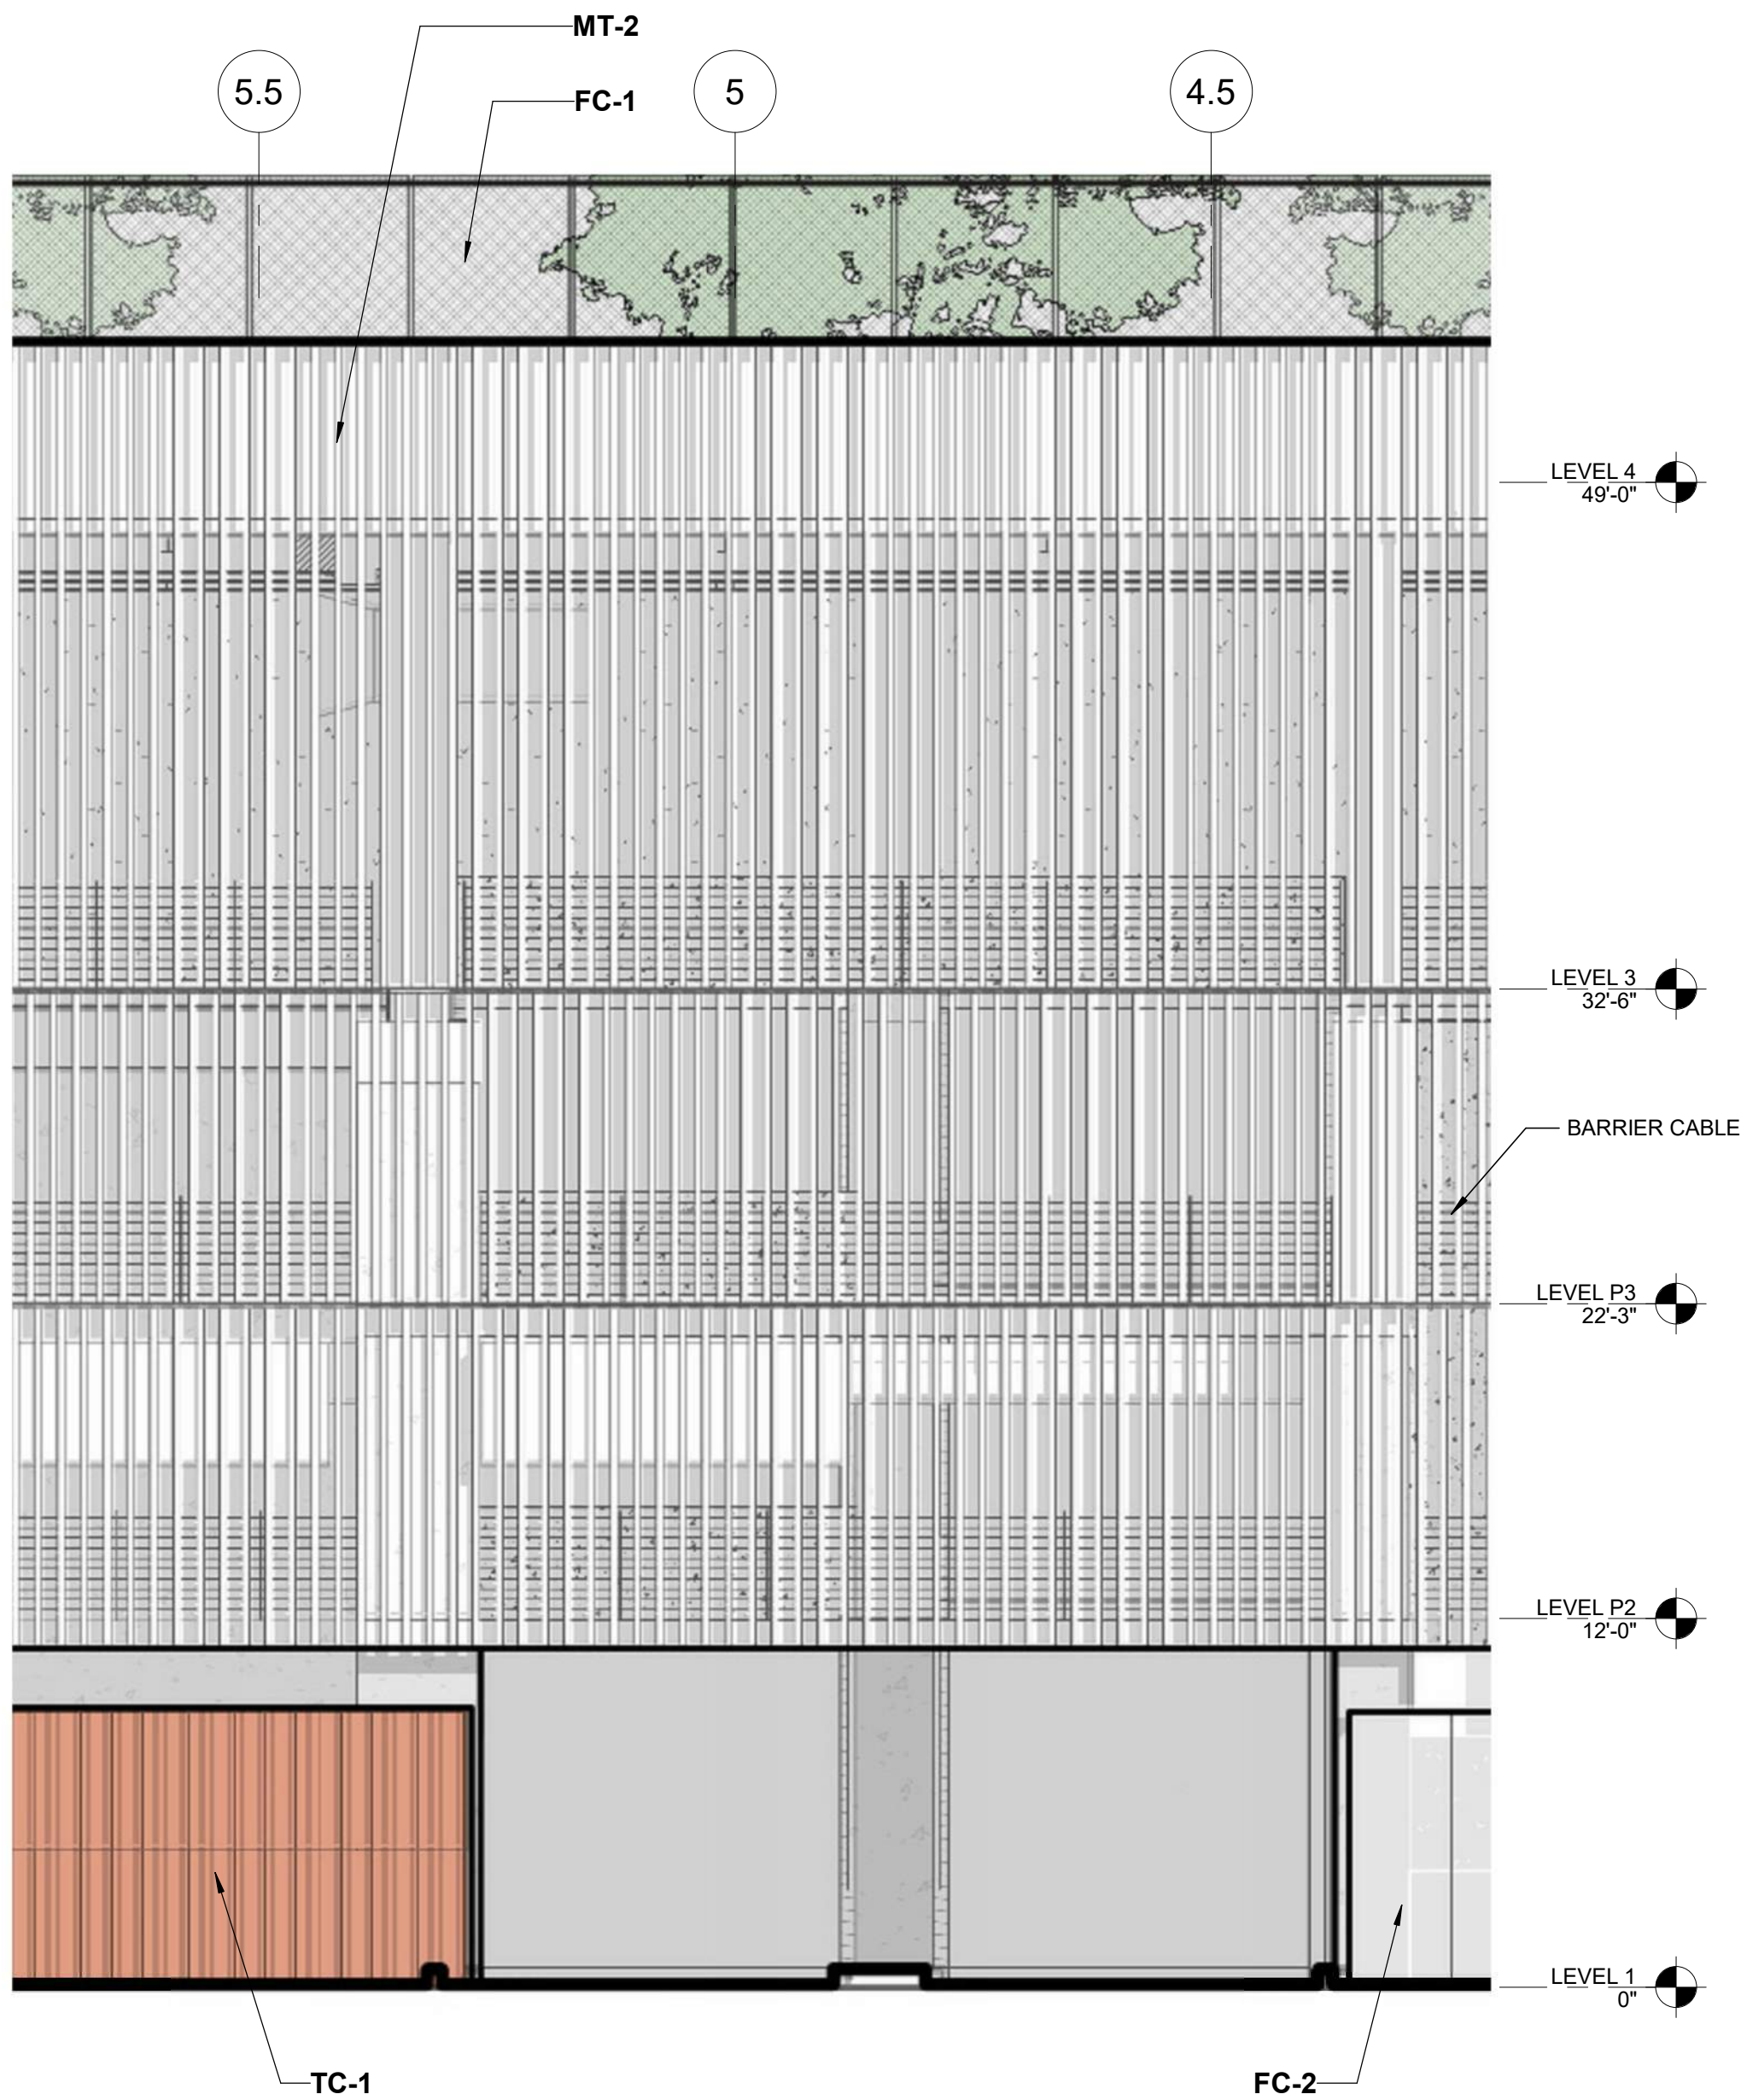 MT-2
5.5
5
4.5
FC-1
LEVEL 4
49'-0"
LEVEL 3
32'-6"
BARRIER CABLE
LEVEL P3
22'-3"
LEVEL P2
12'-0"
LEVEL 1
0"
TC-1
FC-2